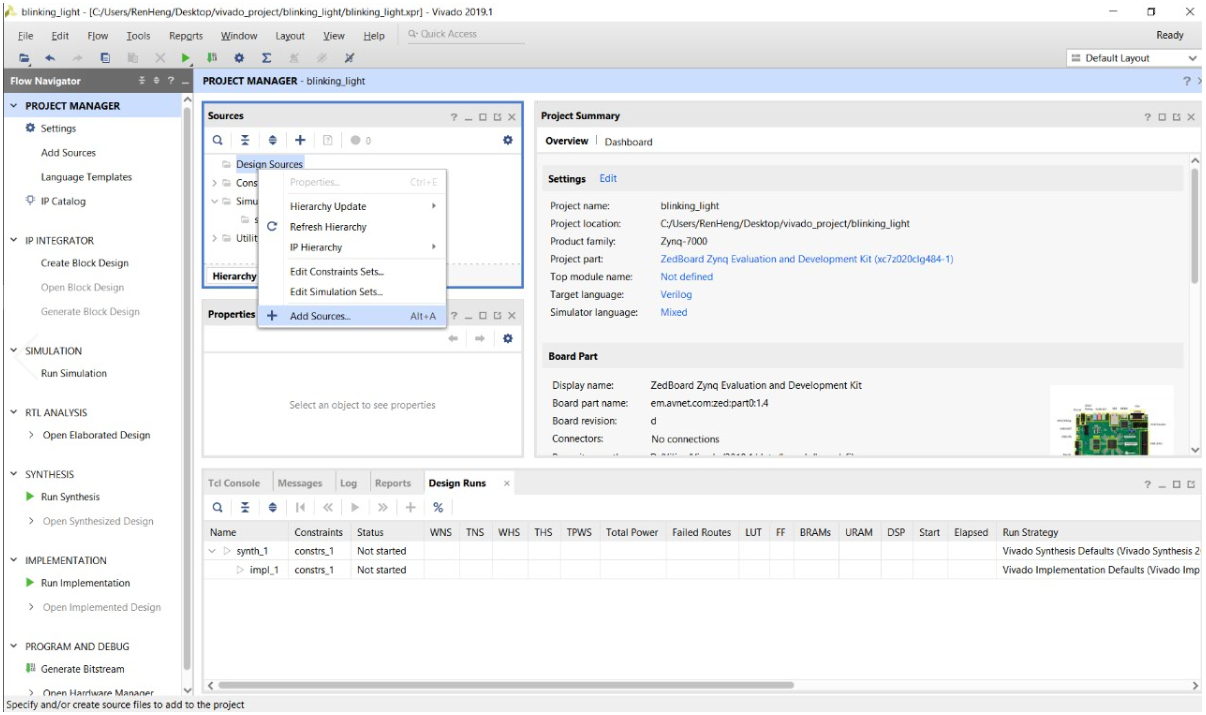 blinking_light - [C:/Users/RenHeng/Desktop/vivado_project/blinking_light/blinking_light.xpr] - Vivado 2019.1
File Edit Flow Tools Reports Window Layout View Help Quick Access Ready
Default Layout
Flow Navigator
PROJECT MANAGER
Settings
Add Sources
Language Templates
IP Catalog
IP INTEGRATOR
Create Block Design
Open Block Design
Generate Block Design
SIMULATION
Run Simulation
RTL ANALYSIS
Open Elaborated Design
SYNTHESIS
Run Synthesis
Open Synthesized Design
IMPLEMENTATION
Run Implementation
Open Implemented Design
PROGRAM AND DEBUG
Generate Bitstream
Open Hardware Manager
PROJECT MANAGER - blinking_light
Sources
0
Design Sources
Cons
Simu
s
Utilit
Hierarchy
Properties... Ctrl+E
Hierarchy Update
Refresh Hierarchy
IP Hierarchy
Edit Constraints Sets...
Edit Simulation Sets...
Add Sources... Alt+A
Properties
Select an object to see properties
Project Summary
Overview Dashboard
Settings Edit
Project name: blinking_light
Project location: C:/Users/RenHeng/Desktop/vivado_project/blinking_light
Product family: Zynq-7000
Project part: ZedBoard Zynq Evaluation and Development Kit (xc7z020clg484-1)
Top module name: Not defined
Target language: Verilog
Simulator language: Mixed
Board Part
Display name: ZedBoard Zynq Evaluation and Development Kit
Board part name: em.avnet.com:zed:part0:1.4
Board revision: d
Connectors: No connections
Tcl Console Messages Log Reports Design Runs
Name Constraints Status WNS TNS WHS THS TPWS Total Power Failed Routes LUT FF BRAMs URAM DSP Start Elapsed Run Strategy
synth_1 constrs_1 Not started Vivado Synthesis Defaults (Vivado Synthesis 2
impl_1 constrs_1 Not started Vivado Implementation Defaults (Vivado Imp
Specify and/or create source files to add to the project